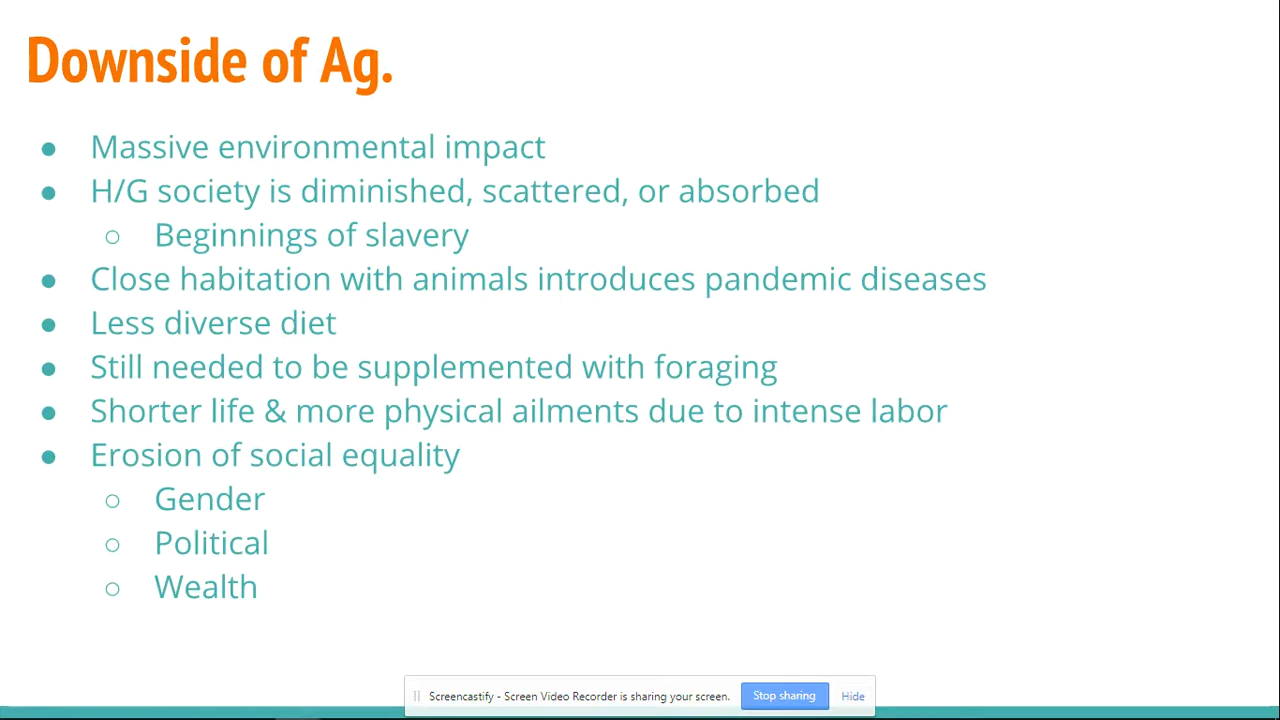 Downside of Ag.
● Massive environmental impact
● H/G society is diminished, scattered, or absorbed
○ Beginnings of slavery
● Close habitation with animals introduces pandemic diseases
● Less diverse diet
● Still needed to be supplemented with foraging
● Shorter life & more physical ailments due to intense labor
● Erosion of social equality
○ Gender
○ Political
○ Wealth
Screencastify - Screen Video Recorder is sharing your screen. Stop sharing Hide